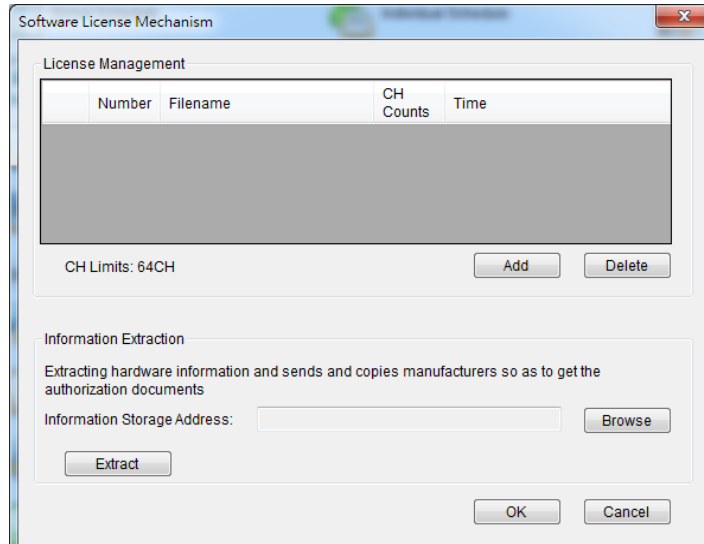 Software License Mechanism
Individual Schedule
License Management
Number Filename CH Counts Time
CH Limits: 64CH
Add Delete
Information Extraction
Extracting hardware information and sends and copies manufacturers so as to get the
authorization documents
Information Storage Address:
Browse
Extract
OK Cancel